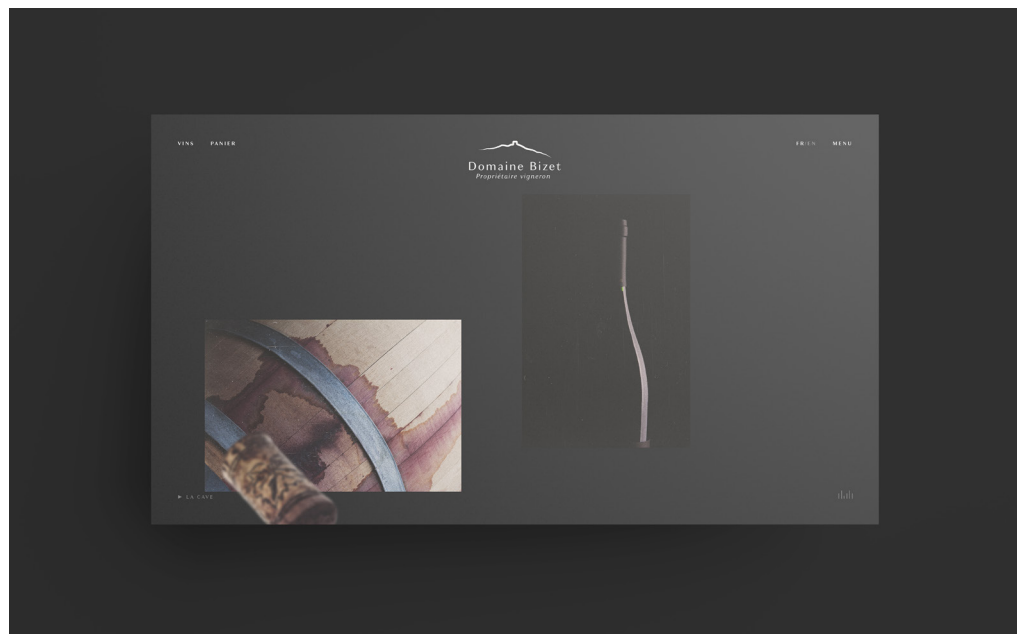 VINS PANIER
Domaine Bizet
Propriétaire vigneron
FR/EN MENU
LA CAVE